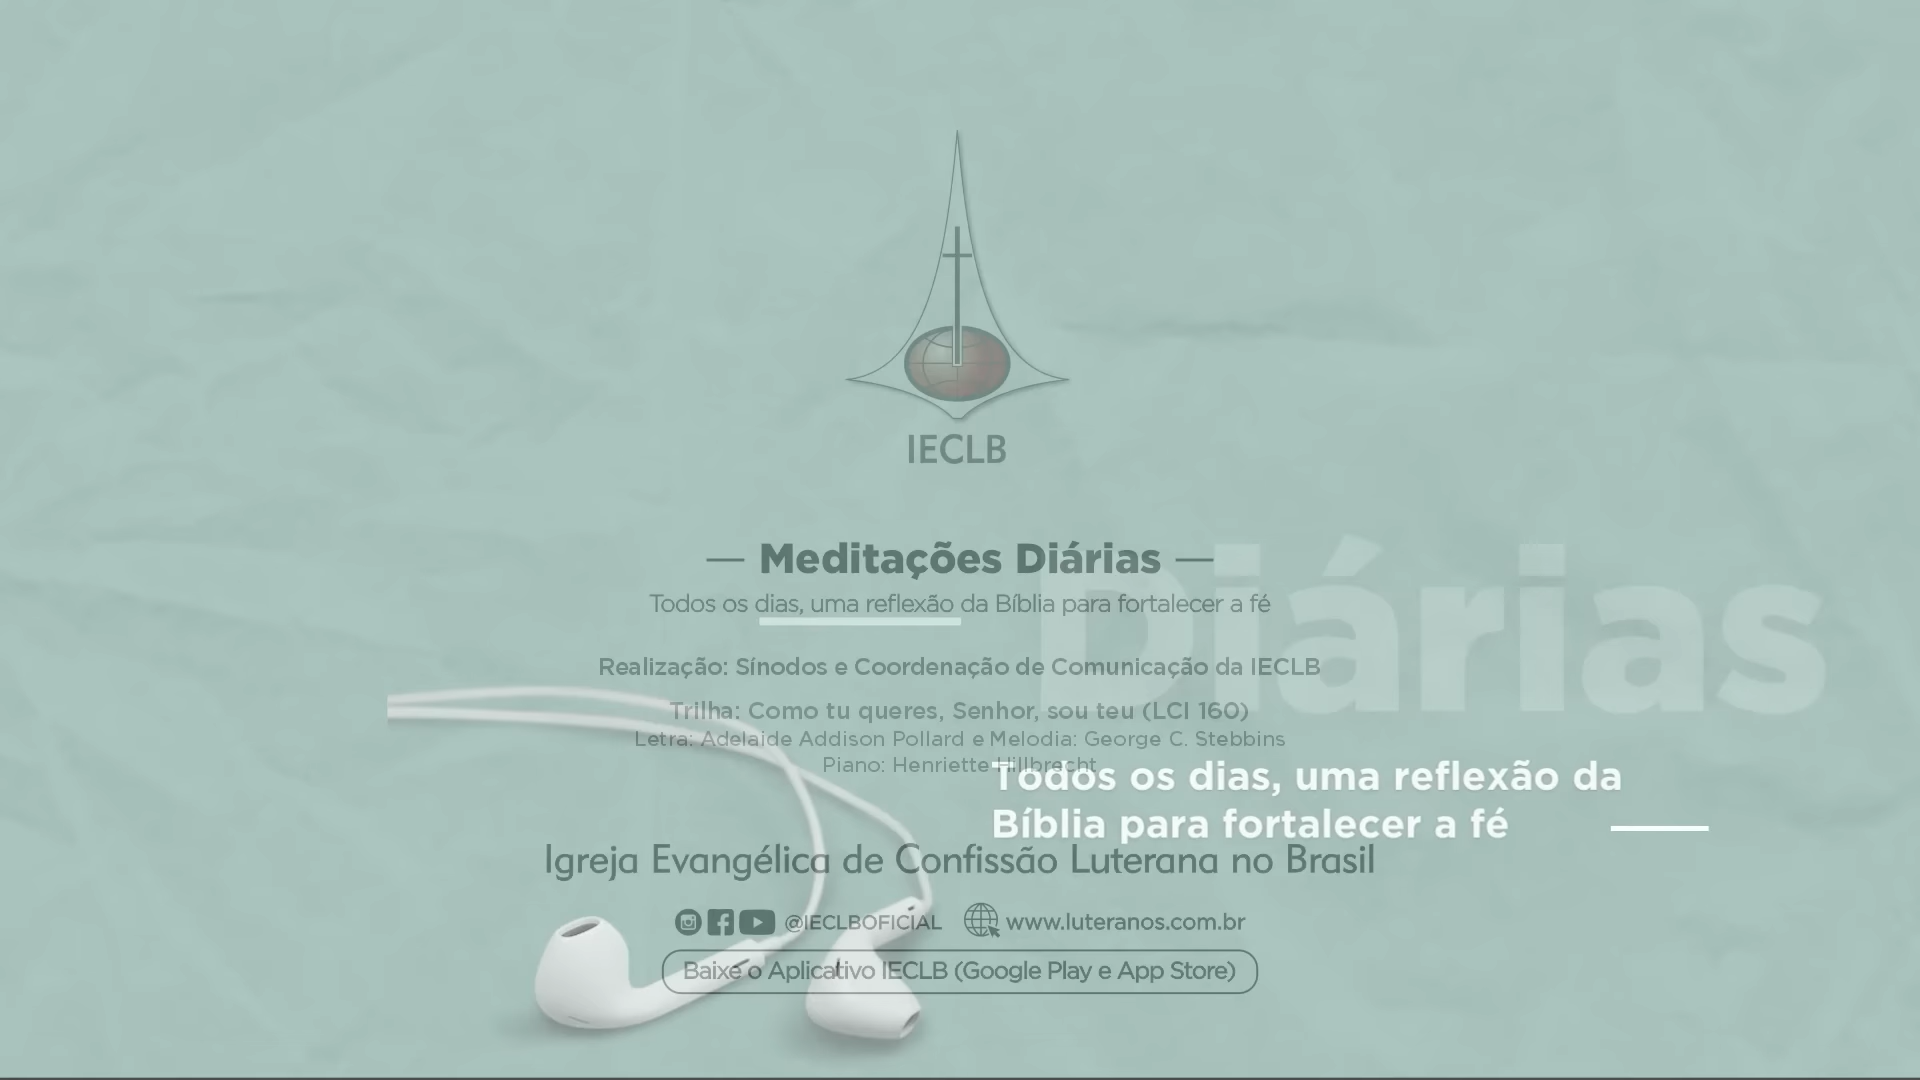 IECLB
Meditações Diárias
Todos os dias, uma reflexão da Bíblia para fortalecer a fé
Diárias
Realização: Sínodos e Coordenação de Comunicação da IECLB
Trilha: Como tu queres, Senhor, sou teu (LCI 160)
Letra: Adelaide Addison Pollard e Melodia: George C. Stebbins
Piano: Henriette Hillbrecht
Todos os dias, uma reflexão da
Bíblia para fortalecer a fé
Igreja Evangélica de Confissão Luterana no Brasil
@IECLBOFICIAL www.luteranos.com.br
Baixe o Aplicativo IECLB (Google Play e App Store)